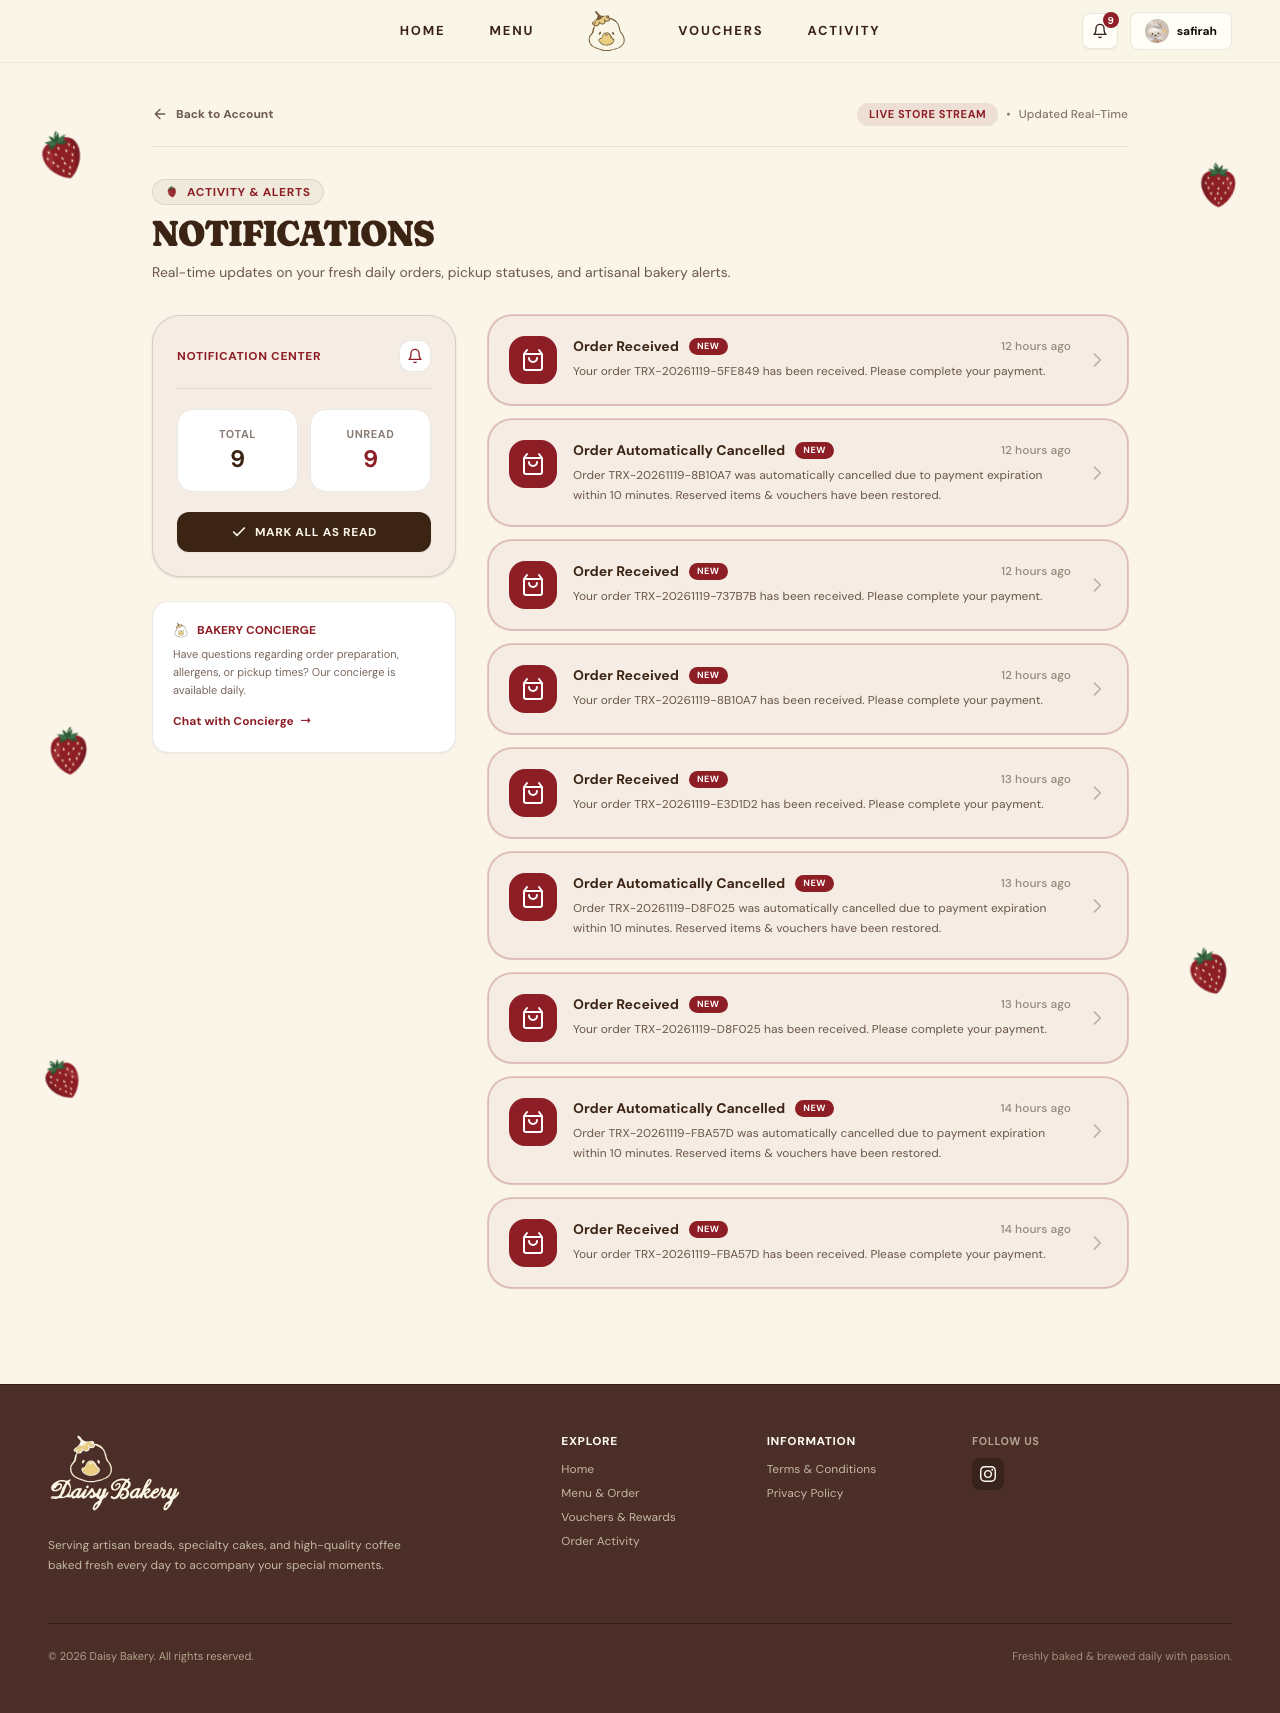 HOME
MENU
VOUCHERS
ACTIVITY
9
safirah
Back to Account
LIVE STORE STREAM • Updated Real-Time
ACTIVITY & ALERTS
NOTIFICATIONS
Real-time updates on your fresh daily orders, pickup statuses, and artisanal bakery alerts.
NOTIFICATION CENTER
TOTAL
9
UNREAD
9
MARK ALL AS READ
BAKERY CONCIERGE
Have questions regarding order preparation,
allergens, or pickup times? Our concierge is
available daily.
Chat with Concierge →
Order Received NEW 12 hours ago
Your order TRX-20261119-5FE849 has been received. Please complete your payment.
Order Automatically Cancelled NEW 12 hours ago
Order TRX-20261119-8B10A7 was automatically cancelled due to payment expiration
within 10 minutes. Reserved items & vouchers have been restored.
Order Received NEW 12 hours ago
Your order TRX-20261119-737B7B has been received. Please complete your payment.
Order Received NEW 12 hours ago
Your order TRX-20261119-8B10A7 has been received. Please complete your payment.
Order Received NEW 13 hours ago
Your order TRX-20261119-E3D1D2 has been received. Please complete your payment.
Order Automatically Cancelled NEW 13 hours ago
Order TRX-20261119-D8F025 was automatically cancelled due to payment expiration
within 10 minutes. Reserved items & vouchers have been restored.
Order Received NEW 13 hours ago
Your order TRX-20261119-D8F025 has been received. Please complete your payment.
Order Automatically Cancelled NEW 14 hours ago
Order TRX-20261119-FBA57D was automatically cancelled due to payment expiration
within 10 minutes. Reserved items & vouchers have been restored.
Order Received NEW 14 hours ago
Your order TRX-20261119-FBA57D has been received. Please complete your payment.
Daisy Bakery
Serving artisan breads, specialty cakes, and high-quality coffee
baked fresh every day to accompany your special moments.
EXPLORE
Home
Menu & Order
Vouchers & Rewards
Order Activity
INFORMATION
Terms & Conditions
Privacy Policy
FOLLOW US
© 2026 Daisy Bakery. All rights reserved.
Freshly baked & brewed daily with passion.